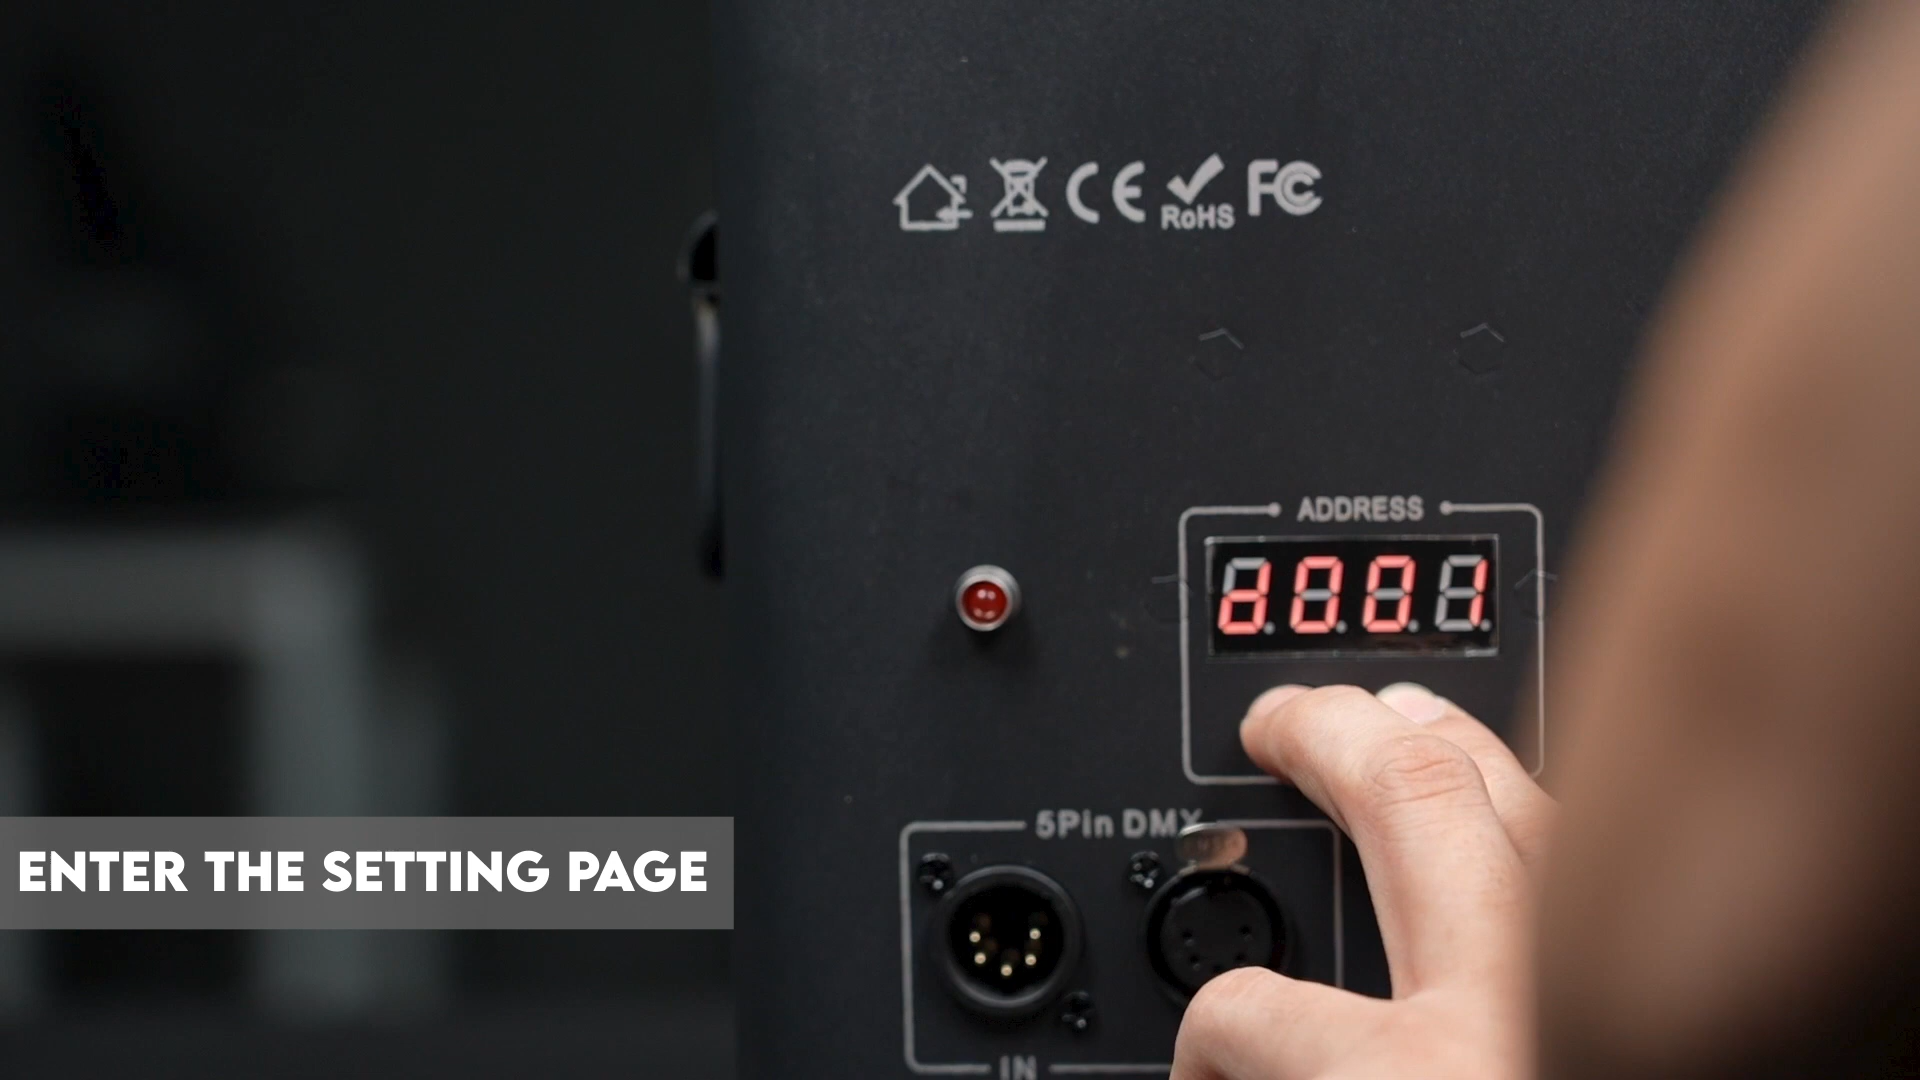 CE
RoHS
FC
ADDRESS
d001
5Pin DMX
ENTER THE SETTING PAGE
IN